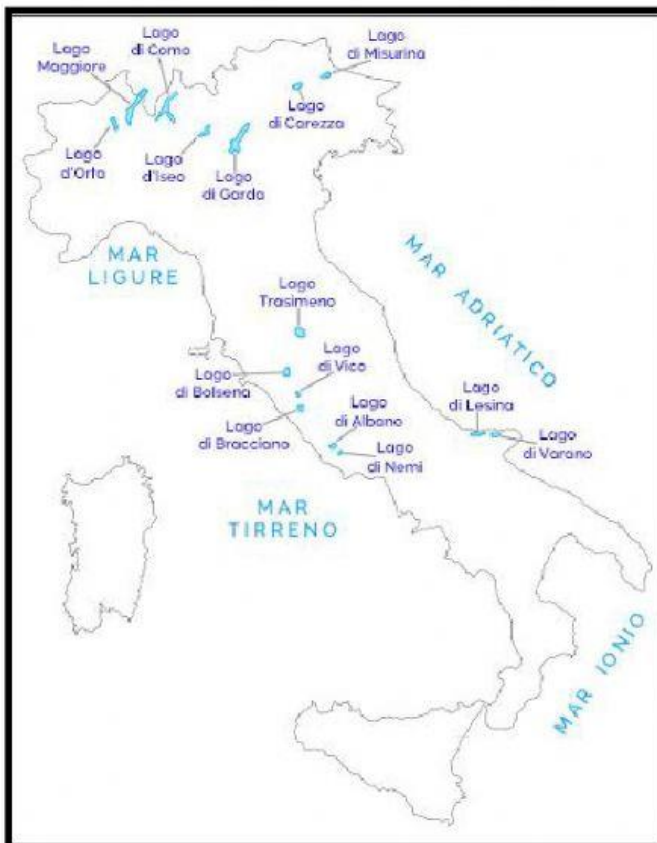 Lago
Maggiore
Lago
di Como
Lago
di Misurina
Lago
di Carezza
Lago
d'Orta
Lago
d'Iseo
Lago
di Garda
MAR
LIGURE
MAR ADRIATICO
Lago
Trasimeno
Lago
di Vico
Lago
di Bolsena
Lago
di Bracciano
Lago
di Albano
Lago
di Nemi
Lago
di Lesina
Lago
di Varano
MAR
TIRRENO
MAR IONIO